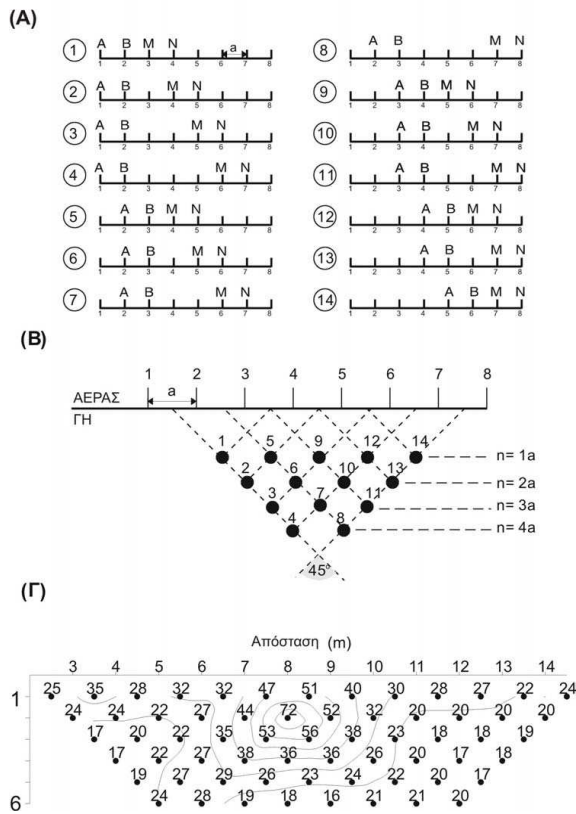 (A)
1 A B M N a
1 2 3 4 5 6 7 8
2 A B M N
1 2 3 4 5 6 7 8
3 A B M N
1 2 3 4 5 6 7 8
4 A B M N
1 2 3 4 5 6 7 8
5 A B M N
1 2 3 4 5 6 7 8
6 A B M N
1 2 3 4 5 6 7 8
7 A B M N
1 2 3 4 5 6 7 8
8 A B M N
1 2 3 4 5 6 7 8
9 A B M N
1 2 3 4 5 6 7 8
10 A B M N
1 2 3 4 5 6 7 8
11 A B M N
1 2 3 4 5 6 7 8
12 A B M N
1 2 3 4 5 6 7 8
13 A B M N
1 2 3 4 5 6 7 8
14 A B M N
1 2 3 4 5 6 7 8
(B)
1 2 3 4 5 6 7 8
ΑΕΡΑΣ a
ΓΗ
1 5 9 12 14 n= 1a
2 6 10 13 n= 2a
3 7 11 n= 3a
4 8 n= 4a
45°
(Γ)
Απόσταση (m)
3 4 5 6 7 8 9 10 11 12 13 14
1 25 35 28 32 32 47 51 40 30 28 27 22 24
24 24 22 27 44 72 52 32 20 20 20 20
17 20 22 35 53 56 38 23 18 18 19
17 22 27 38 36 36 26 20 17 18
19 27 29 26 23 24 22 20 17
6 24 28 19 18 16 21 21 20